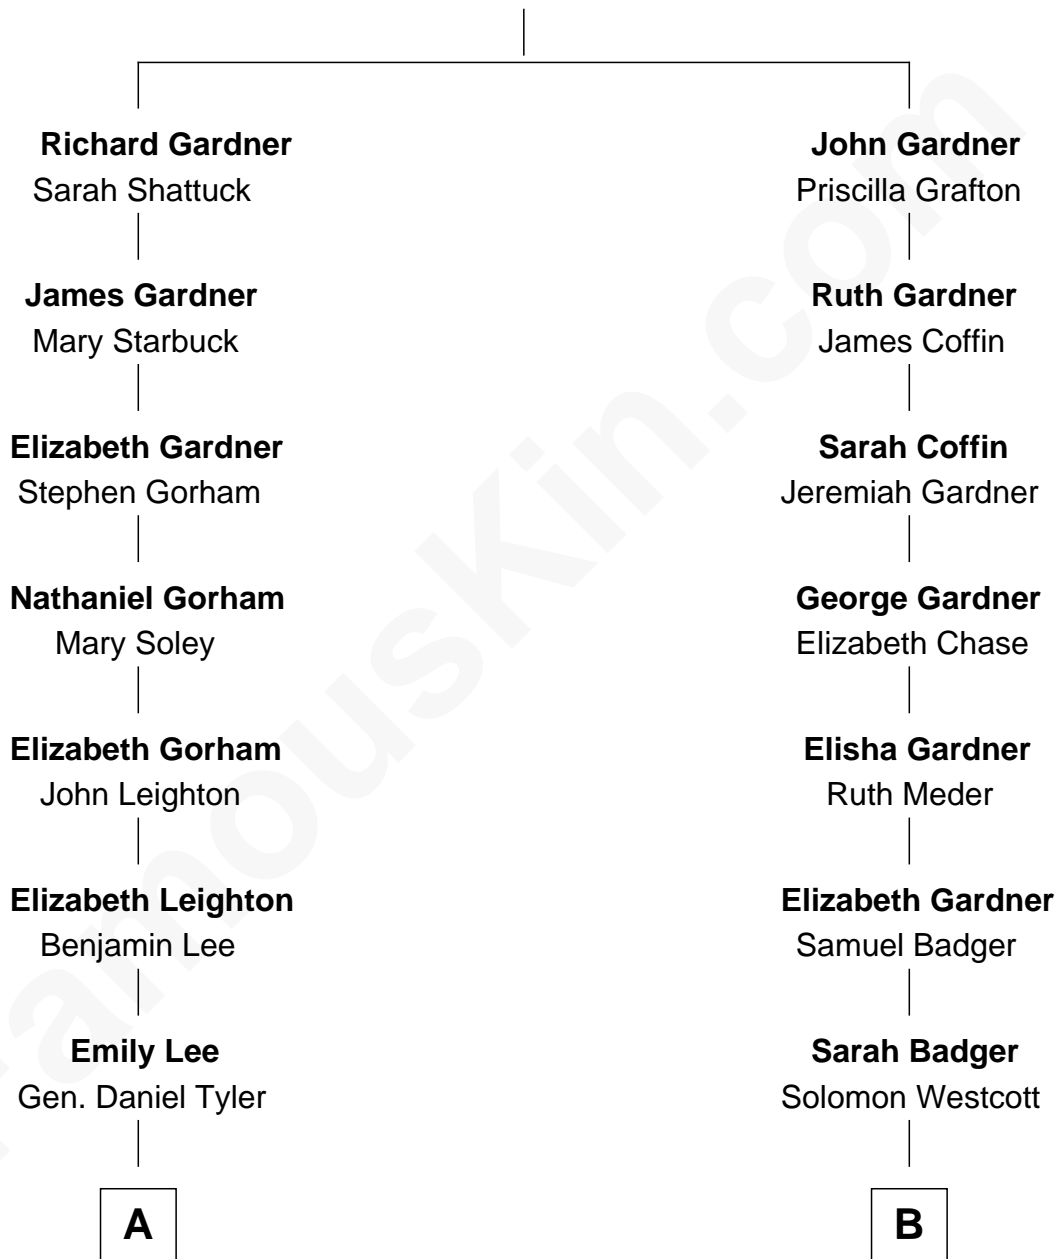 Richard Gardner
Sarah Shattuck
James Gardner
Mary Starbuck
Elizabeth Gardner
Stephen Gorham
Nathaniel Gorham
Mary Soley
Elizabeth Gorham
John Leighton
Elizabeth Leighton
Benjamin Lee
Emily Lee
Gen. Daniel Tyler
A
John Gardner
Priscilla Grafton
Ruth Gardner
James Coffin
Sarah Coffin
Jeremiah Gardner
George Gardner
Elizabeth Chase
Elisha Gardner
Ruth Meder
Elizabeth Gardner
Samuel Badger
Sarah Badger
Solomon Westcott
B
FamousKin.com